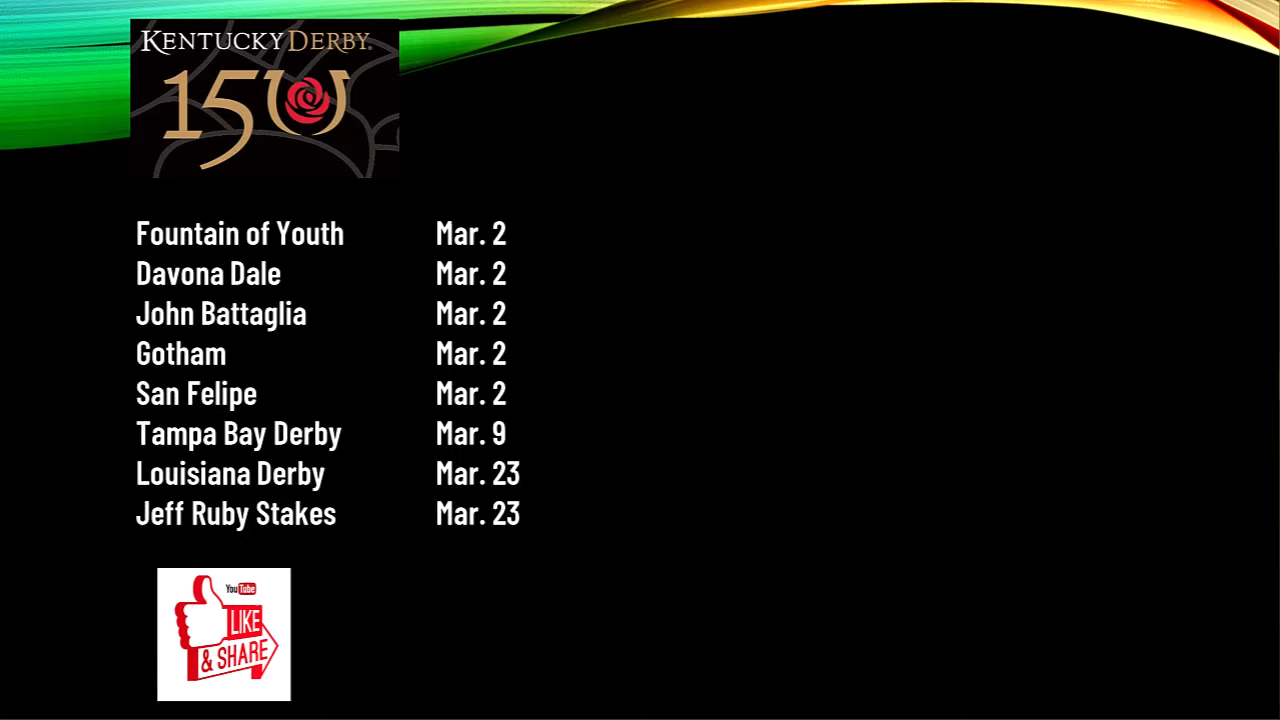 KENTUCKY DERBY®
150
Fountain of Youth Mar. 2
Davona Dale Mar. 2
John Battaglia Mar. 2
Gotham Mar. 2
San Felipe Mar. 2
Tampa Bay Derby Mar. 9
Louisiana Derby Mar. 23
Jeff Ruby Stakes Mar. 23
YouTube
LIKE
& SHARE